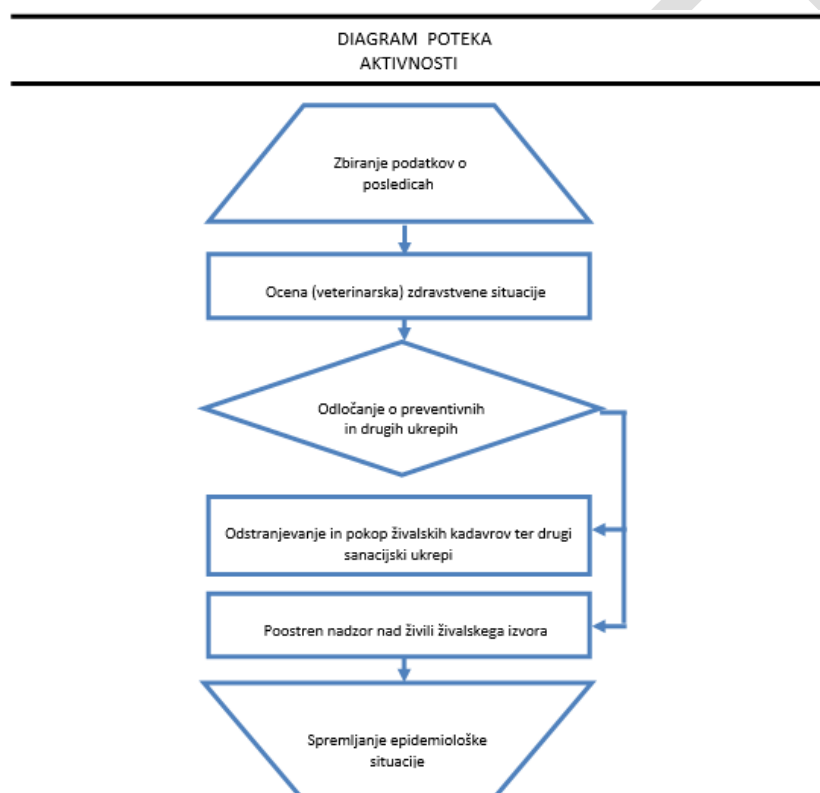 DIAGRAM POTEKA
AKTIVNOSTI
Zbiranje podatkov o
posledicah
Ocena (veterinarska) zdravstvene situacije
Odločanje o preventivnih
in drugih ukrepih
Odstranjevanje in pokop živalskih kadavrov ter drugi
sanacijski ukrepi
Poostren nadzor nad živili živalskega izvora
Spremljanje epidemiološke
situacije